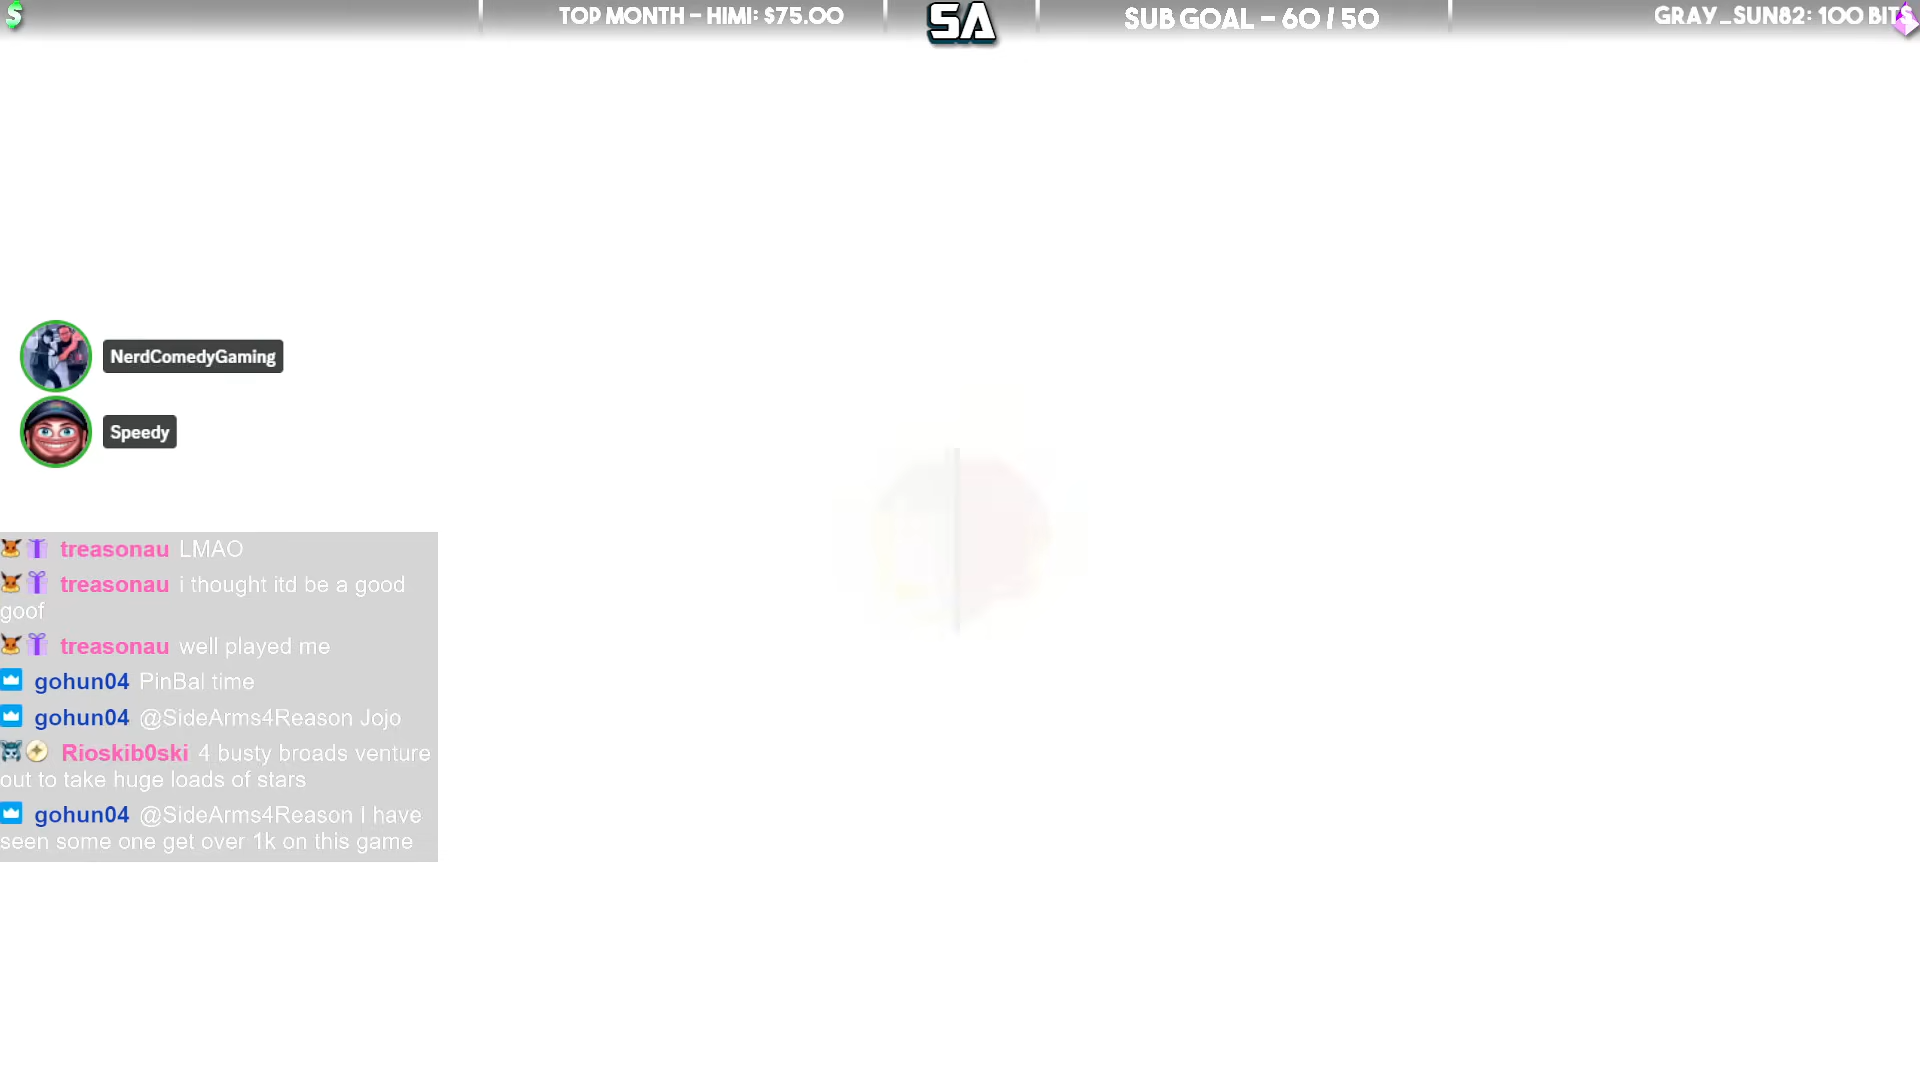 TOP MONTH - HIMI: $75.00
SA
SUB GOAL - 60 / 50
GRAY_SUN82: 100 BITS
NerdComedyGaming
Speedy
treasonau LMAO
treasonau i thought itd be a good
goof
treasonau well played me
gohun04 PinBal time
gohun04 @SideArms4Reason Jojo
Rioskib0ski 4 busty broads venture
out to take huge loads of stars
gohun04 @SideArms4Reason I have
seen some one get over 1k on this game